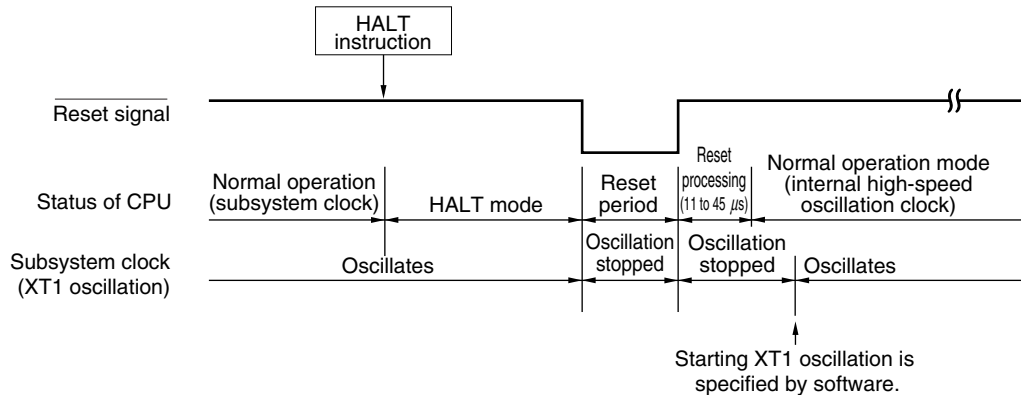 HALT
instruction
Reset signal
Status of CPU
Normal operation
(subsystem clock)
HALT mode
Reset
period
Reset
processing
(11 to 45 μs)
Normal operation mode
(internal high-speed
oscillation clock)
Subsystem clock
(XT1 oscillation)
Oscillates
Oscillation
stopped
Oscillation
stopped
Oscillates
Starting XT1 oscillation is
specified by software.